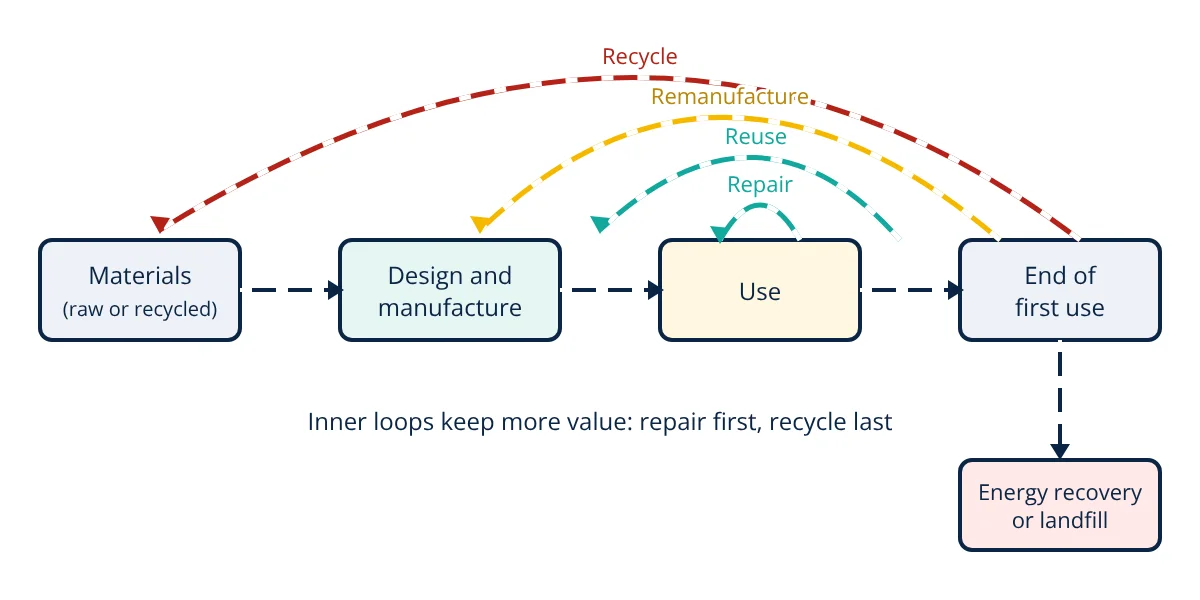 Recycle
Remanufacture
Reuse
Repair
Materials
(raw or recycled)
Design and
manufacture
Use
End of
first use
Inner loops keep more value: repair first, recycle last
Energy recovery
or landfill